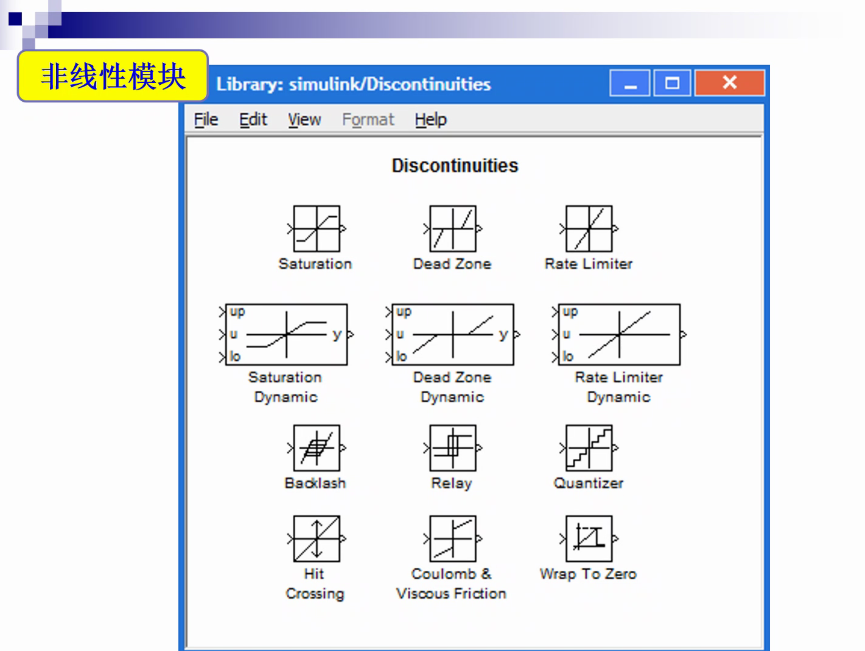 非线性模块
Library: simulink/Discontinuities
File Edit View Format Help
Discontinuities
Saturation
Dead Zone
Rate Limiter
up
u
lo
y
Saturation
Dynamic
up
u
lo
y
Dead Zone
Dynamic
up
u
lo
Rate Limiter
Dynamic
Backlash
Relay
Quantizer
Hit
Crossing
Coulomb &
Viscous Friction
Wrap To Zero